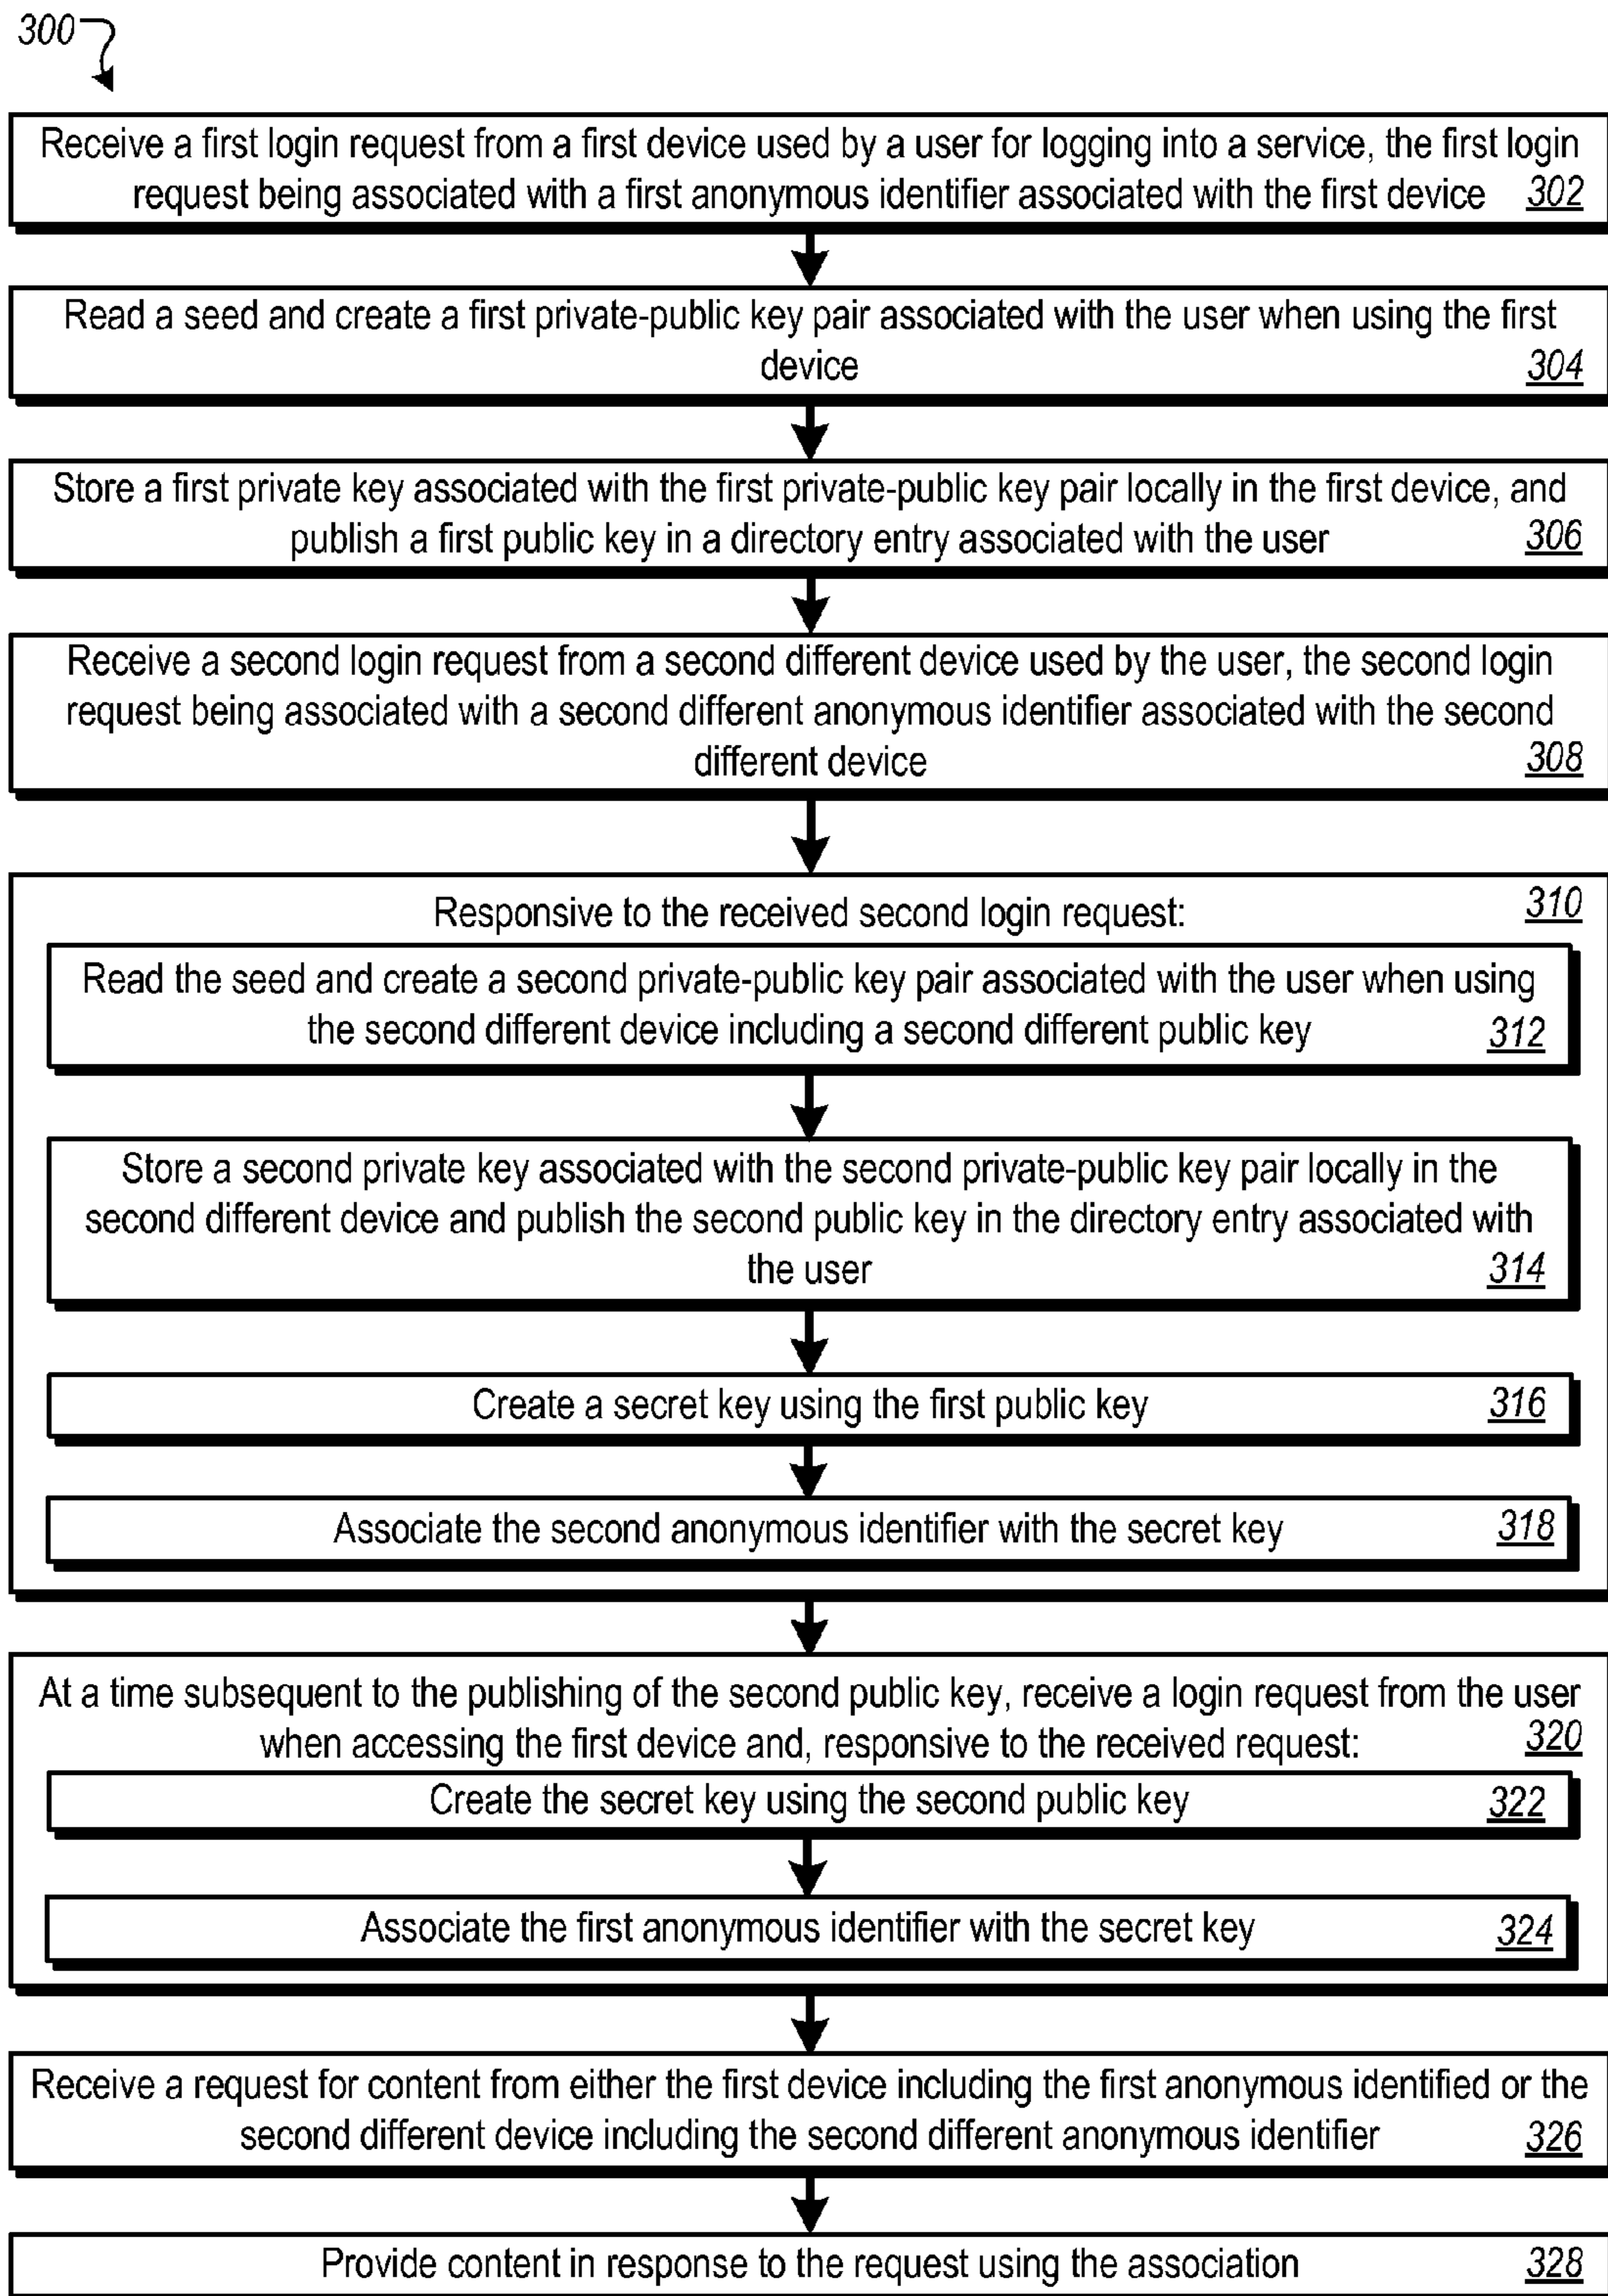 300
Receive a first login request from a first device used by a user for logging into a service, the first login
request being associated with a first anonymous identifier associated with the first device 302
Read a seed and create a first private-public key pair associated with the user when using the first
device 304
Store a first private key associated with the first private-public key pair locally in the first device, and
publish a first public key in a directory entry associated with the user 306
Receive a second login request from a second different device used by the user, the second login
request being associated with a second different anonymous identifier associated with the second
different device 308
Responsive to the received second login request: 310
Read the seed and create a second private-public key pair associated with the user when using
the second different device including a second different public key 312
Store a second private key associated with the second private-public key pair locally in the
second different device and publish the second public key in the directory entry associated with
the user 314
Create a secret key using the first public key 316
Associate the second anonymous identifier with the secret key 318
At a time subsequent to the publishing of the second public key, receive a login request from the user
when accessing the first device and, responsive to the received request: 320
Create the secret key using the second public key 322
Associate the first anonymous identifier with the secret key 324
Receive a request for content from either the first device including the first anonymous identified or the
second different device including the second different anonymous identifier 326
Provide content in response to the request using the association 328